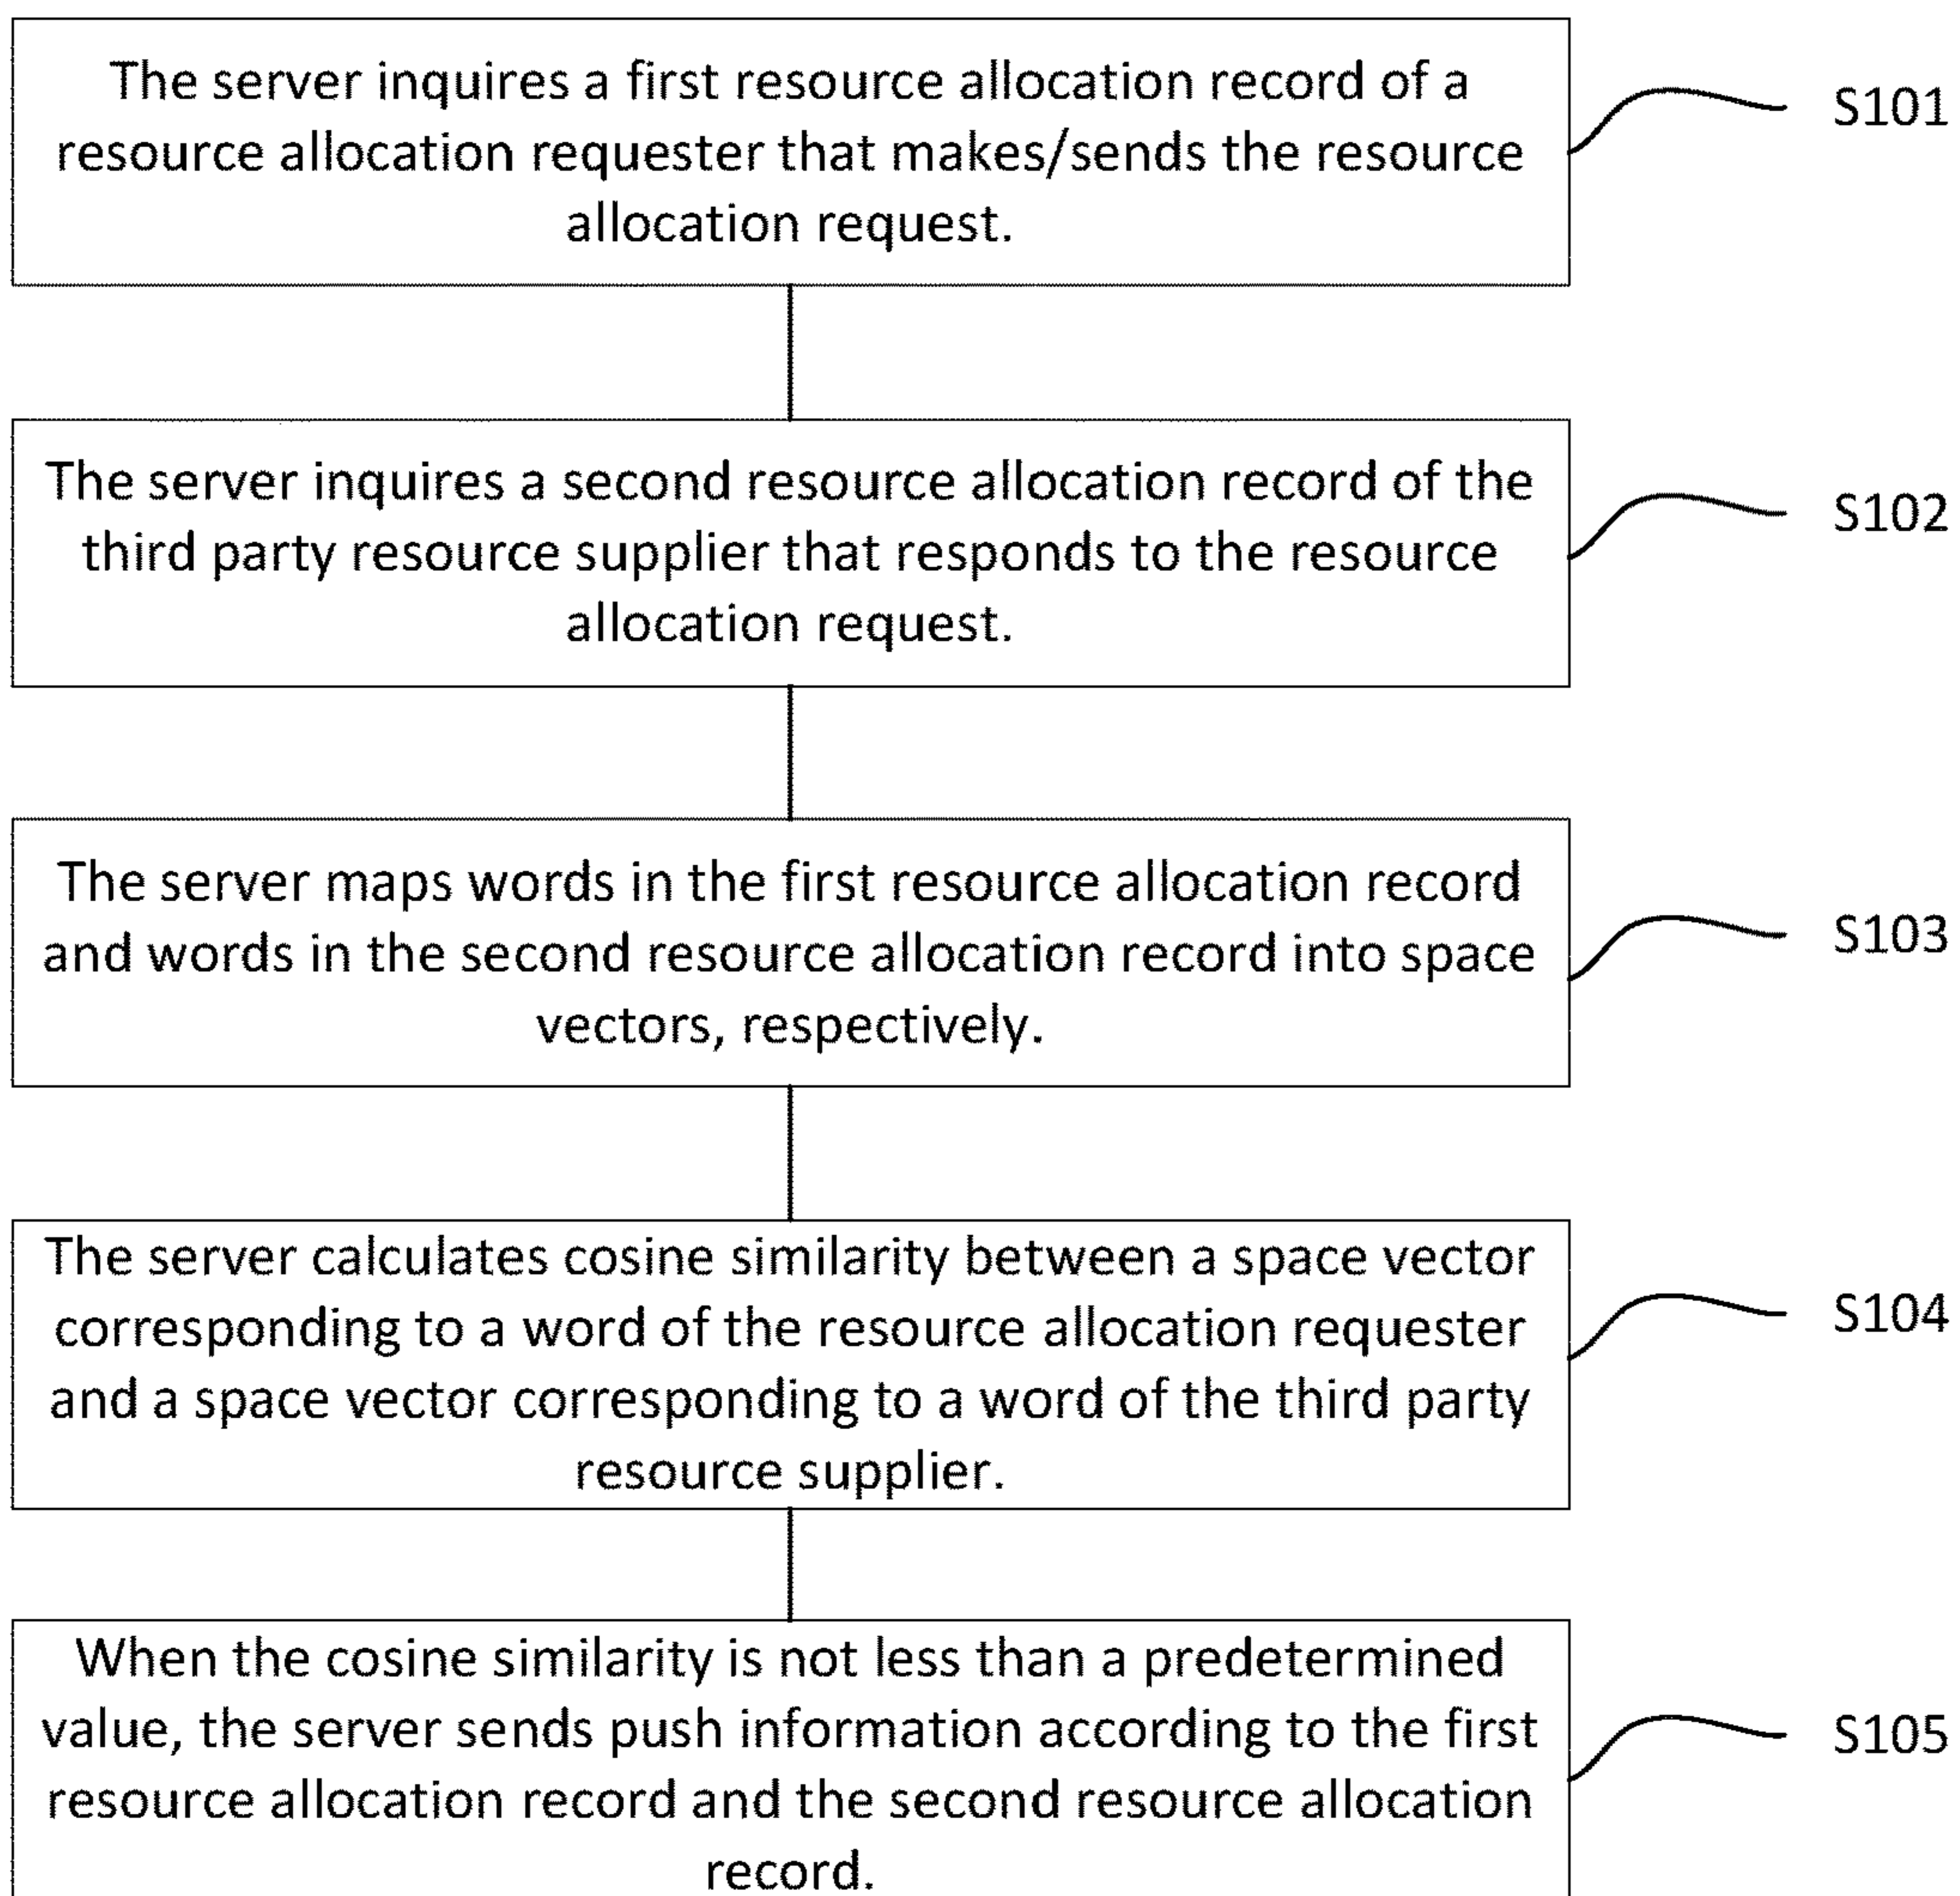 The server inquires a first resource allocation record of a
resource allocation requester that makes/sends the resource
allocation request.
S101
The server inquires a second resource allocation record of the
third party resource supplier that responds to the resource
allocation request.
S102
The server maps words in the first resource allocation record
and words in the second resource allocation record into space
vectors, respectively.
S103
The server calculates cosine similarity between a space vector
corresponding to a word of the resource allocation requester
and a space vector corresponding to a word of the third party
resource supplier.
S104
When the cosine similarity is not less than a predetermined
value, the server sends push information according to the first
resource allocation record and the second resource allocation
record.
S105